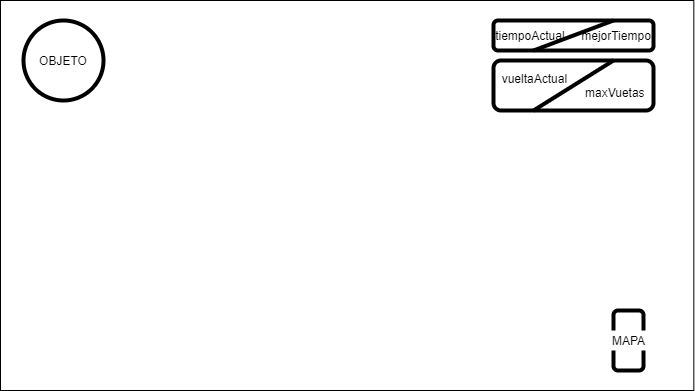 OBJETO
tiempoActual mejorTiempo
vueltaActual
maxVuetas
MAPA